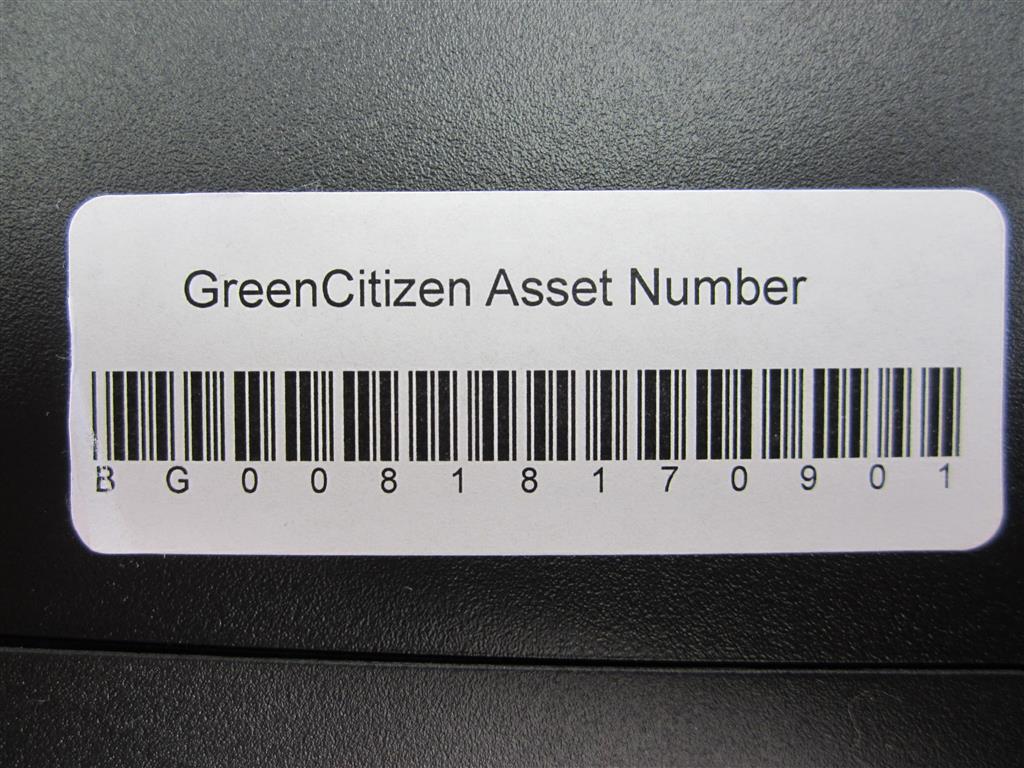 GreenCitizen Asset Number
B G 0 0 8 1 8 1 7 0 9 0 1